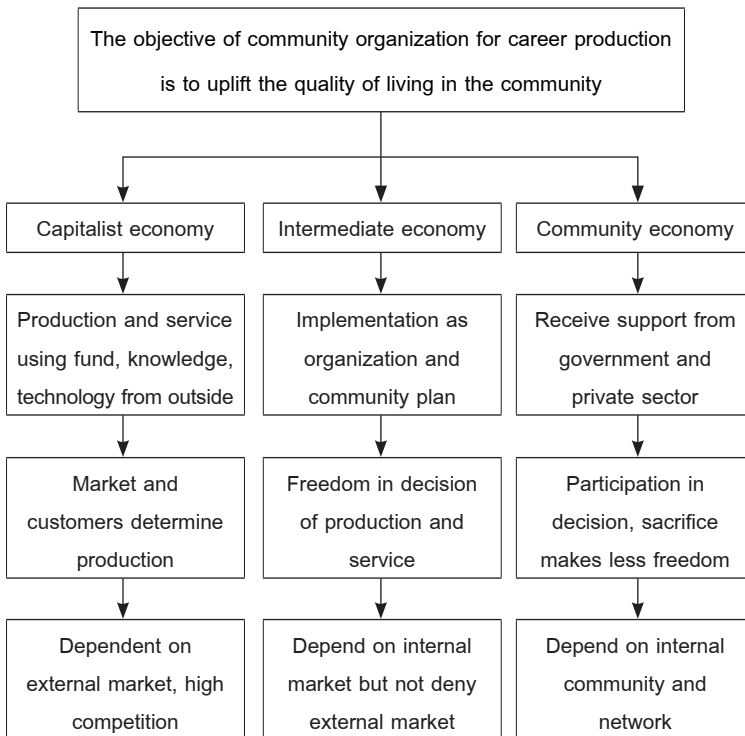 The objective of community organization for career production
is to uplift the quality of living in the community
Capitalist economy
Intermediate economy
Community economy
Production and service
using fund, knowledge,
technology from outside
Implementation as
organization and
community plan
Receive support from
government and
private sector
Market and
customers determine
production
Freedom in decision
of production and
service
Participation in
decision, sacrifice
makes less freedom
Dependent on
external market, high
competition
Depend on internal
market but not deny
external market
Depend on internal
community and
network